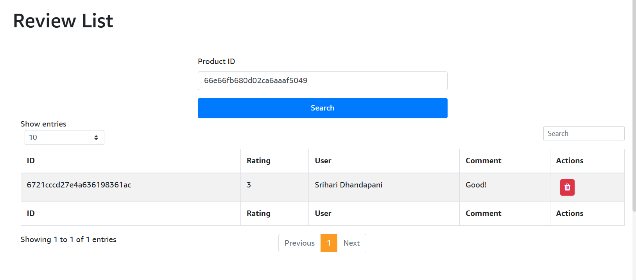 Review List
Product ID
66e66fb680d02ca6aaaf5049
Search
Show entries
10
Search
ID Rating User Comment Actions
6721cccd27e4a636198361ac 3 Srihari Dhandapani Good!
ID Rating User Comment Actions
Showing 1 to 1 of 1 entries
Previous 1 Next